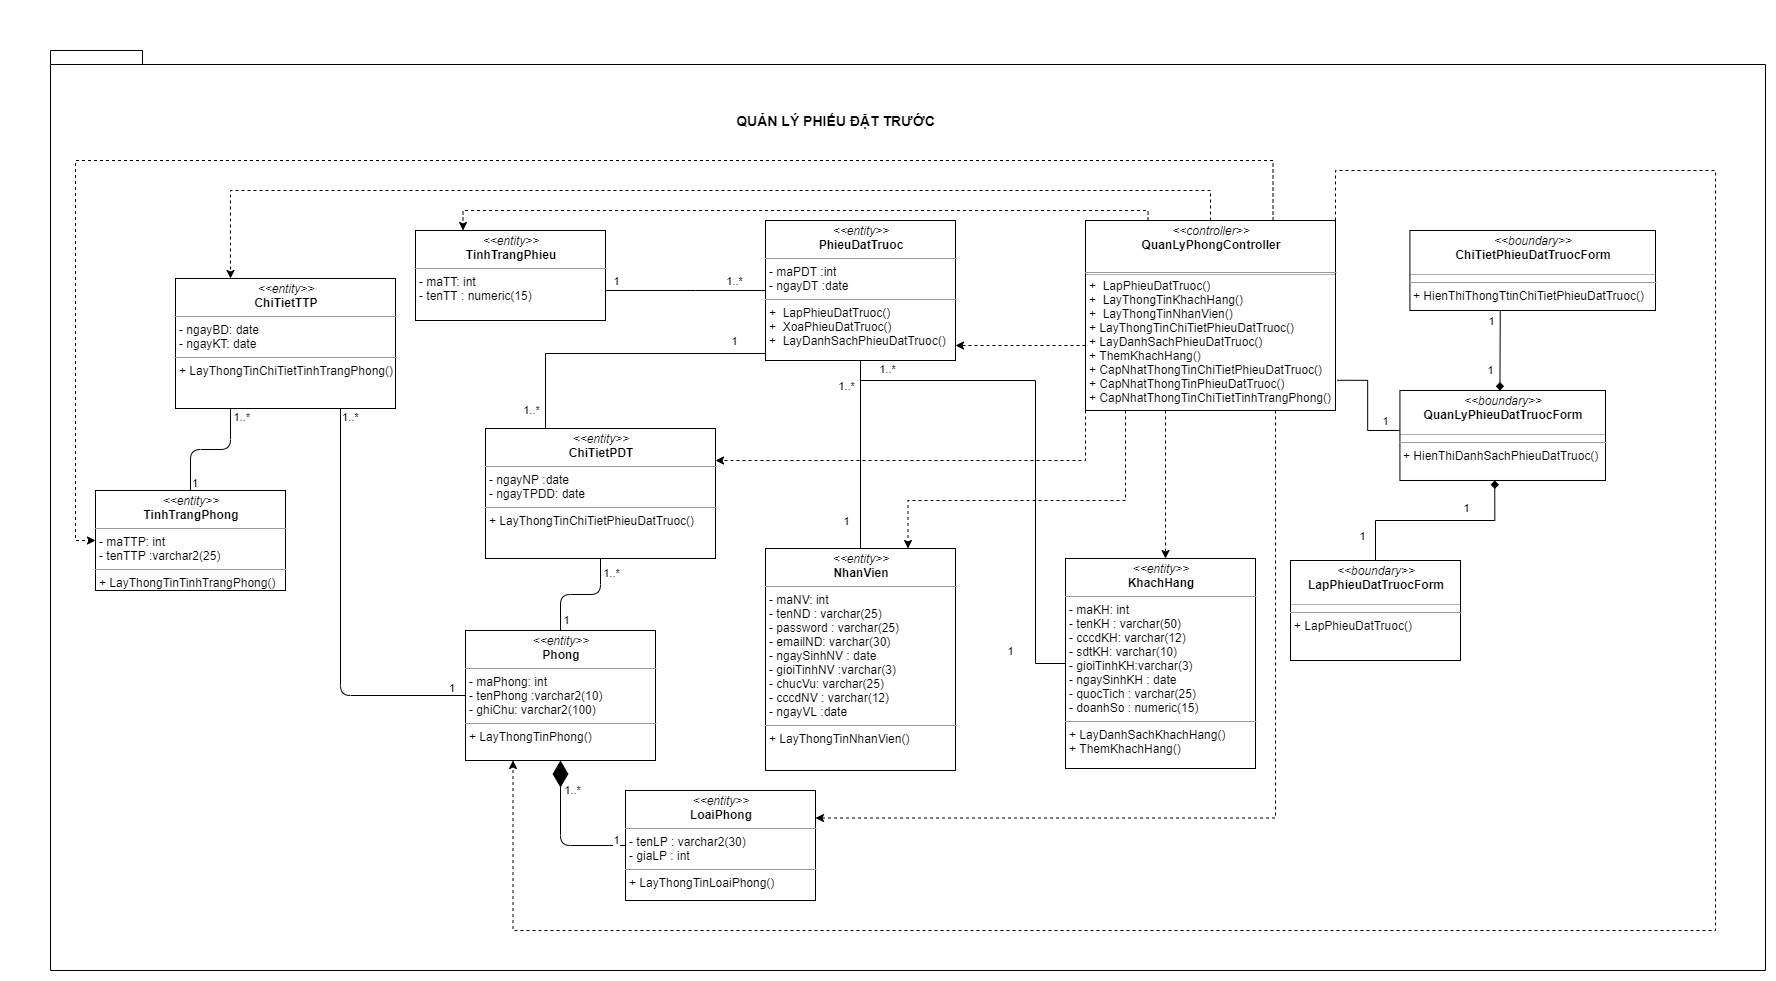 QUẢN LÝ PHIẾU ĐẶT TRƯỚC
<<entity>>
TinhTrangPhieu
- maTT: int
- tenTT : numeric(15)
1
1..*
<<entity>>
PhieuDatTruoc
- maPDT :int
- ngayDT :date
+  LapPhieuDatTruoc()
+  XoaPhieuDatTruoc()
+  LayDanhSachPhieuDatTruoc()
<<controller>>
QuanLyPhongController
+  LapPhieuDatTruoc()
+  LayThongTinKhachHang()
+  LayThongTinNhanVien()
+ LayThongTinChiTietPhieuDatTruoc()
+ LayDanhSachPhieuDatTruoc()
+ ThemKhachHang()
+ CapNhatThongTinChiTietPhieuDatTruoc()
+ CapNhatThongTinPhieuDatTruoc()
+ CapNhatThongTinChiTietTinhTrangPhong()
<<boundary>>
ChiTietPhieuDatTruocForm
+ HienThiThongTtinChiTietPhieuDatTruoc()
1
1
<<entity>>
ChiTietTTP
- ngayBD: date
- ngayKT: date
+ LayThongTinChiTietTinhTrangPhong()
1..*
1..*
1
1..*
1..*
1..*
1
<<boundary>>
QuanLyPhieuDatTruocForm
+ HienThiDanhSachPhieuDatTruoc()
1
1
<<entity>>
ChiTietPDT
- ngayNP :date
- ngayTPDD: date
+ LayThongTinChiTietPhieuDatTruoc()
1..*
1
1
<<entity>>
TinhTrangPhong
- maTTP: int
- tenTTP :varchar2(25)
+ LayThongTinTinhTrangPhong()
1
<<entity>>
NhanVien
- maNV: int
- tenND : varchar(25)
- password : varchar(25)
- emailND: varchar(30)
- ngaySinhNV : date
- gioiTinhNV :varchar(3)
- chucVu: varchar(25)
- cccdNV : varchar(12)
- ngayVL :date
+ LayThongTinNhanVien()
1
<<entity>>
KhachHang
- maKH: int
- tenKH : varchar(50)
- cccdKH: varchar(12)
- sdtKH: varchar(10)
- gioiTinhKH:varchar(3)
- ngaySinhKH : date
- quocTich : varchar(25)
- doanhSo : numeric(15)
+ LayDanhSachKhachHang()
+ ThemKhachHang()
<<boundary>>
LapPhieuDatTruocForm
+ LapPhieuDatTruoc()
1
<<entity>>
Phong
- maPhong: int
- tenPhong :varchar2(10)
- ghiChu: varchar2(100)
+ LayThongTinPhong()
1..*
1
<<entity>>
LoaiPhong
- tenLP : varchar2(30)
- giaLP : int
+ LayThongTinLoaiPhong()